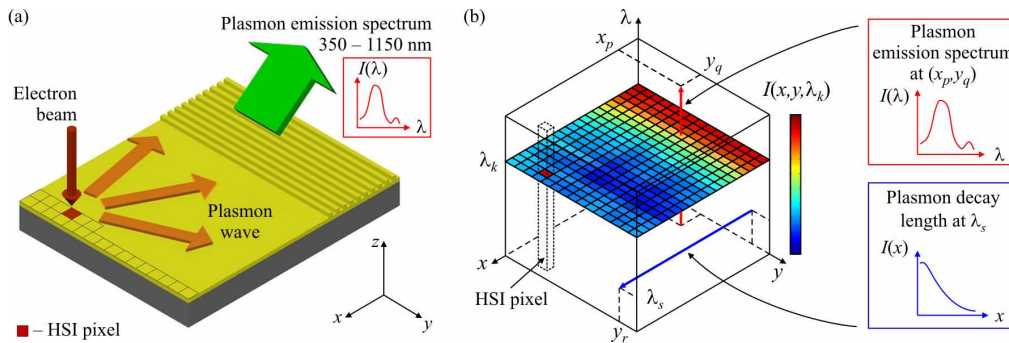 (a)
Plasmon emission spectrum
350 – 1150 nm
I(λ)
λ
Electron
beam
Plasmon
wave
z
x
y
– HSI pixel
(b)
λ
x_p
y_q
I(x,y,λ_k)
λ_k
x
y
HSI pixel
λ_s
y_r
Plasmon
emission spectrum
at (x_p,y_q)
I(λ)
λ
Plasmon decay
length at λ_s
I(x)
x